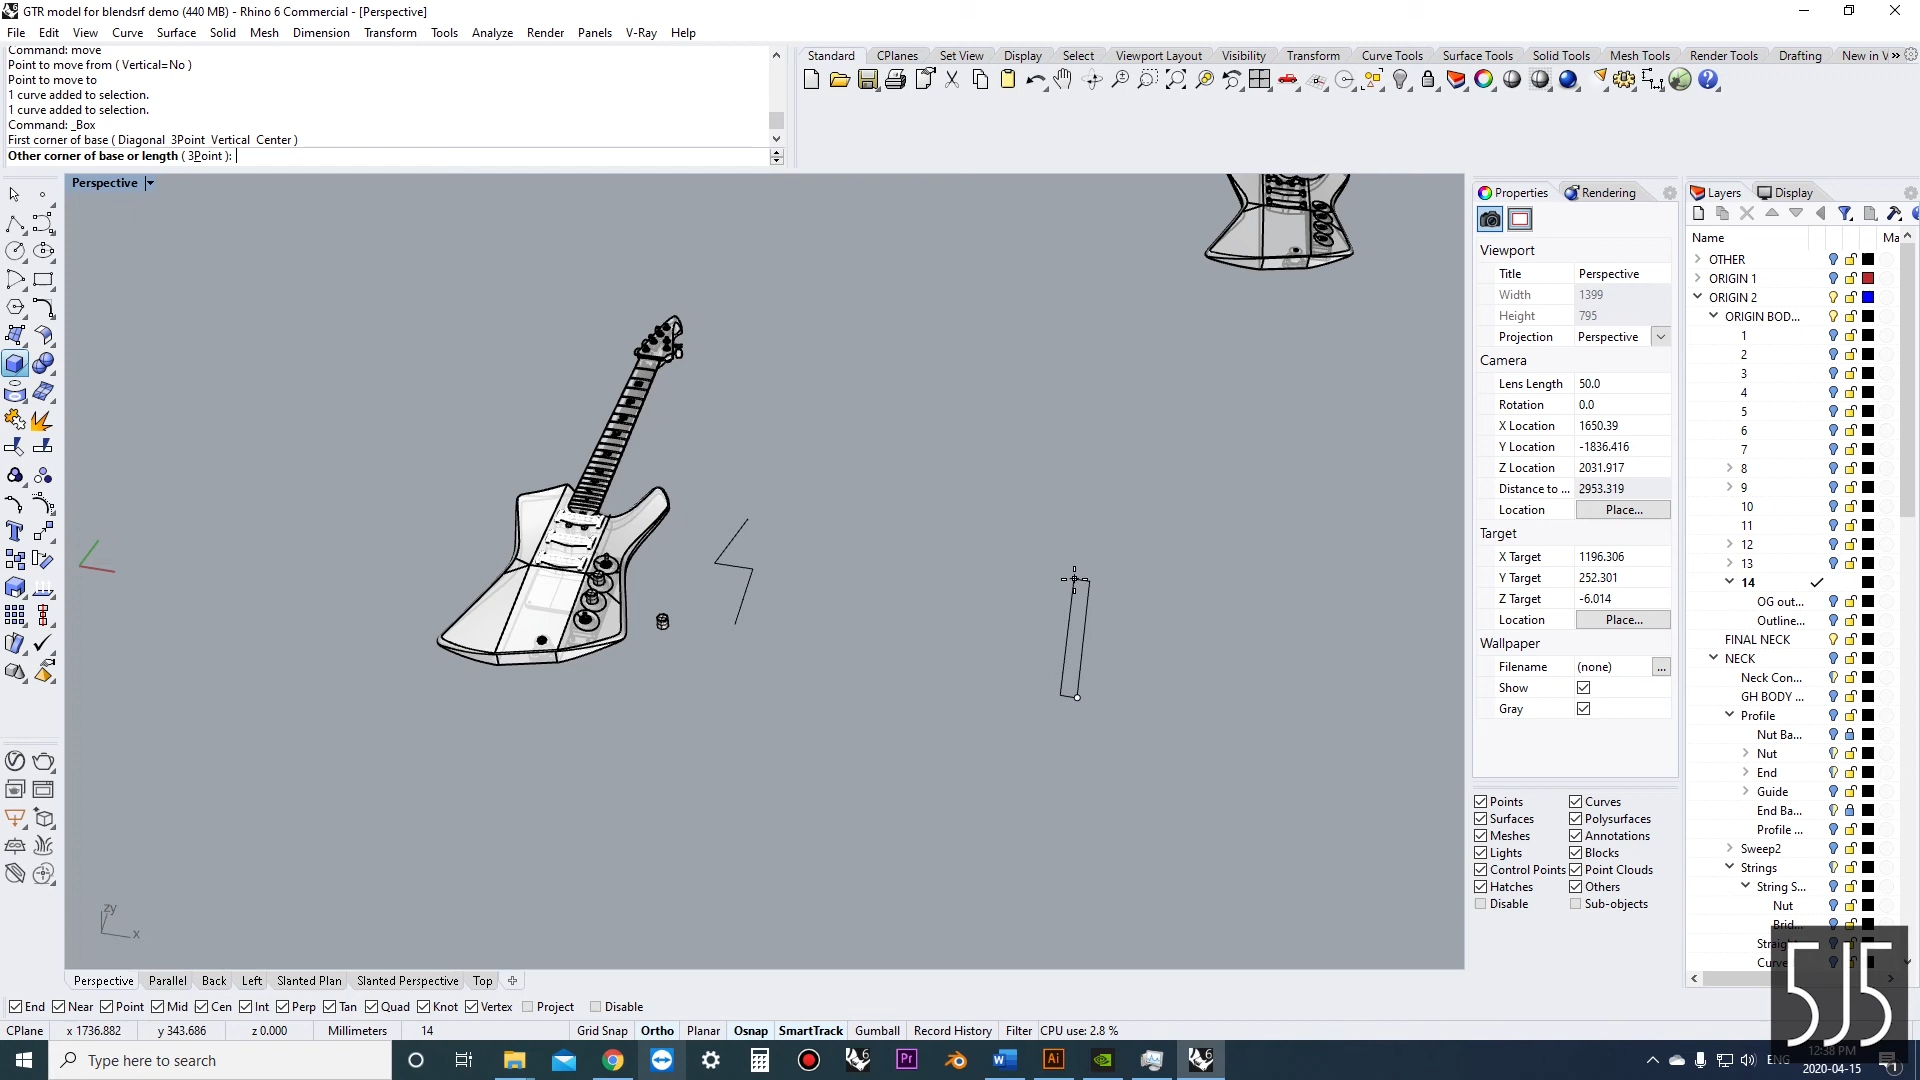 GTR model for blendsrf demo (440 MB) - Rhino 6 Commercial - [Perspective]
File Edit View Curve Surface Solid Mesh Dimension Transform Tools Analyze Render Panels V-Ray Help
Command: move
Point to move from ( Vertical=No )
Point to move to
1 curve added to selection.
1 curve added to selection.
Command: _Box
First corner of base ( Diagonal 3Point Vertical Center )
Other corner of base or length ( 3Point ):
Standard CPlanes Set View Display Select Viewport Layout Visibility Transform Curve Tools Surface Tools Solid Tools Mesh Tools Render Tools Drafting New in V
Perspective
Properties Rendering
Viewport
Title Perspective
Width 1399
Height 795
Projection Perspective
Camera
Lens Length 50.0
Rotation 0.0
X Location 1650.39
Y Location -1836.416
Z Location 2031.917
Distance to ... 2953.319
Location Place...
Target
X Target 1196.306
Y Target 252.301
Z Target -6.014
Location Place...
Wallpaper
Filename (none) ...
Show
Gray
Points Curves
Surfaces Polysurfaces
Meshes Annotations
Lights Blocks
Control Points Point Clouds
Hatches Others
Disable Sub-objects
Layers Display
Name Ma
OTHER
ORIGIN 1
ORIGIN 2
ORIGIN BOD...
1
2
3
4
5
6
7
8
9
10
11
12
13
14
OG out...
Outline...
FINAL NECK
NECK
Neck Con...
GH BODY ...
Profile
Nut Ba...
Nut
End
Guide
End Ba...
Profile ...
Sweep2
Strings
String S...
Nut
Brid...
zy
x
Perspective Parallel Back Left Slanted Plan Slanted Perspective Top
End Near Point Mid Cen Int Perp Tan Quad Knot Vertex Project Disable
CPlane x 1736.882 y 343.686 z 0.000 Millimeters 14 Grid Snap Ortho Planar Osnap SmartTrack Gumball Record History Filter CPU use: 2.8 %
5J5
Type here to search
ENG
12:38 PM
2020-04-15